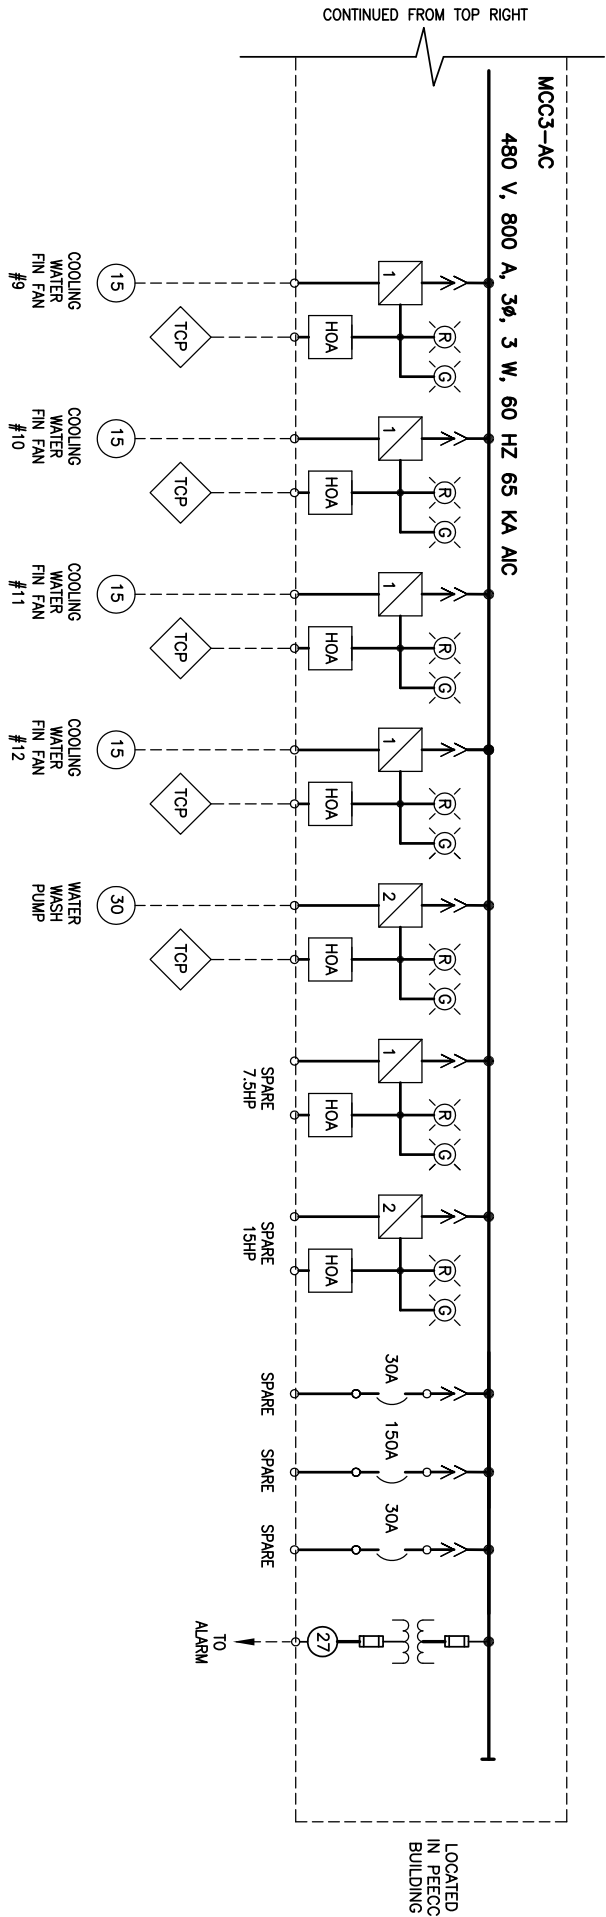 CONTINUED FROM TOP RIGHT
MCC3-AC
480 V, 800 A, 3Ø, 3 W, 60 HZ 65 KA AIC
1
R
G
HOA
15
TCP
COOLING
WATER
FIN FAN
#9
1
R
G
HOA
15
TCP
COOLING
WATER
FIN FAN
#10
1
R
G
HOA
15
TCP
COOLING
WATER
FIN FAN
#11
1
R
G
HOA
15
TCP
COOLING
WATER
FIN FAN
#12
2
R
G
HOA
30
TCP
WATER
WASH
PUMP
1
R
G
HOA
SPARE
7.5HP
2
R
G
HOA
SPARE
15HP
30A
SPARE
150A
SPARE
30A
SPARE
27
TO
ALARM
LOCATED
IN PEECC
BUILDING